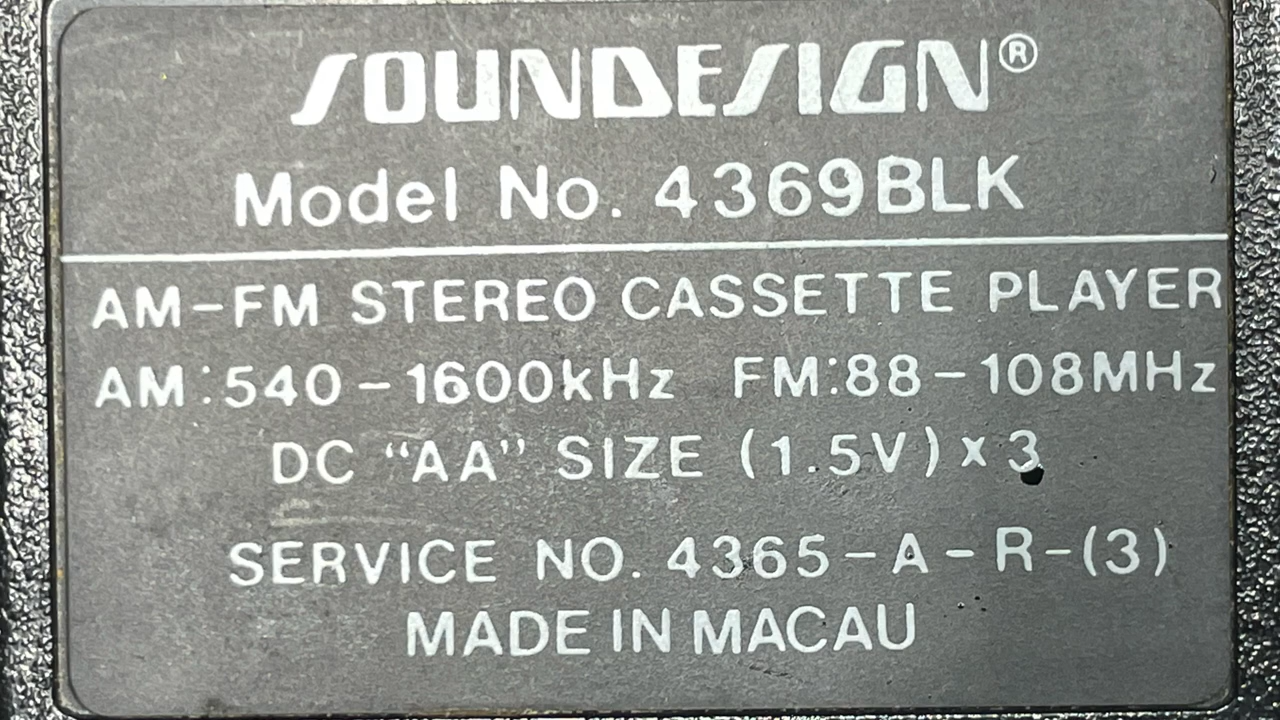 SOUNDESIGN®
Model No. 4369BLK
AM-FM STEREO CASSETTE PLAYER
AM:540-1600kHz FM:88-108MHz
DC "AA" SIZE (1.5V) x 3
SERVICE NO. 4365-A-R-(3)
MADE IN MACAU